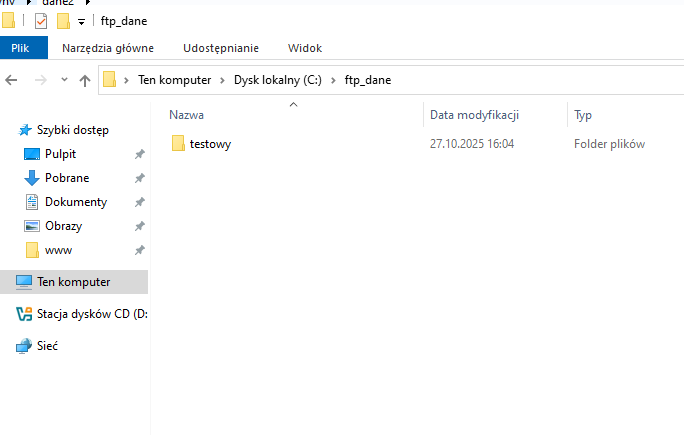 dane2
ftp_dane
Plik Narzędzia główne Udostępnianie Widok
Ten komputer Dysk lokalny (C:) ftp_dane
Nazwa Data modyfikacji Typ
testowy 27.10.2025 16:04 Folder plików
Szybki dostęp
Pulpit
Pobrane
Dokumenty
Obrazy
www
Ten komputer
Stacja dysków CD (D:
Sieć